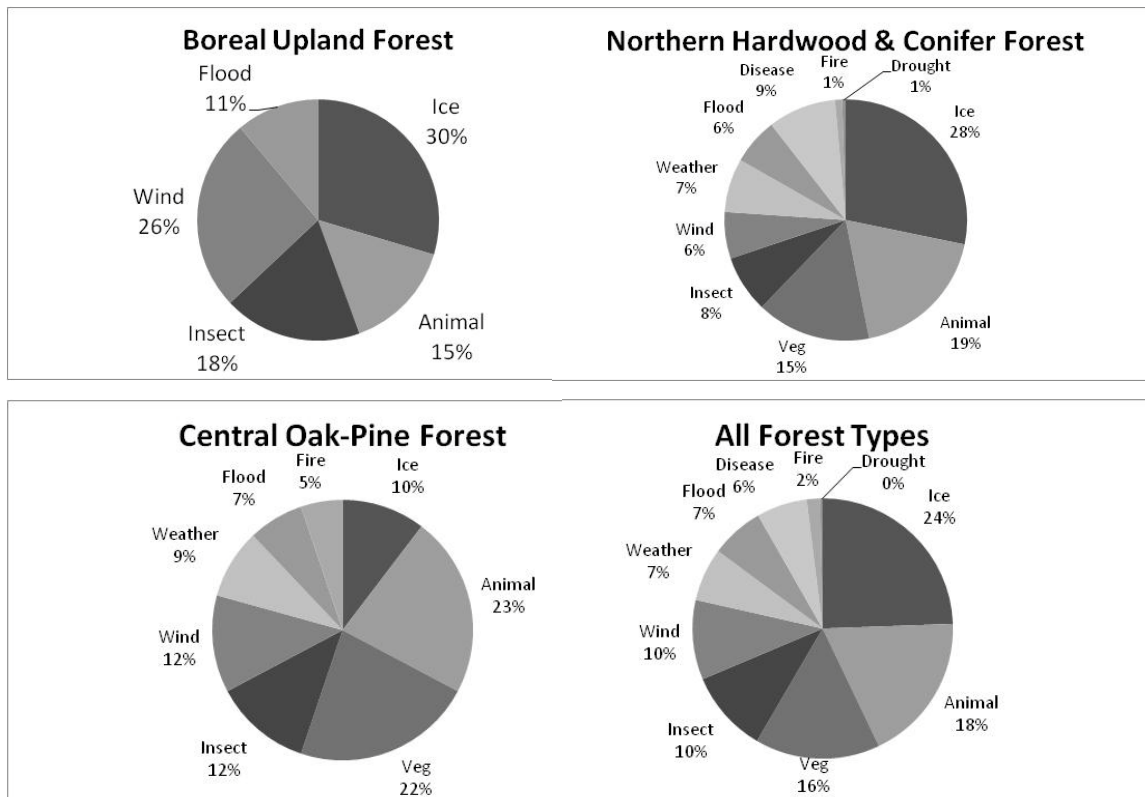 Boreal Upland Forest
Flood
11%
Ice
30%
Wind
26%
Insect
18%
Animal
15%
Northern Hardwood & Conifer Forest
Fire
1%
Drought
1%
Disease
9%
Ice
28%
Flood
6%
Weather
7%
Wind
6%
Insect
8%
Veg
15%
Animal
19%
Central Oak-Pine Forest
Fire
5%
Ice
10%
Flood
7%
Weather
9%
Animal
23%
Wind
12%
Insect
12%
Veg
22%
All Forest Types
Disease
6%
Fire
2%
Drought
0%
Flood
7%
Ice
24%
Weather
7%
Wind
10%
Insect
10%
Veg
16%
Animal
18%